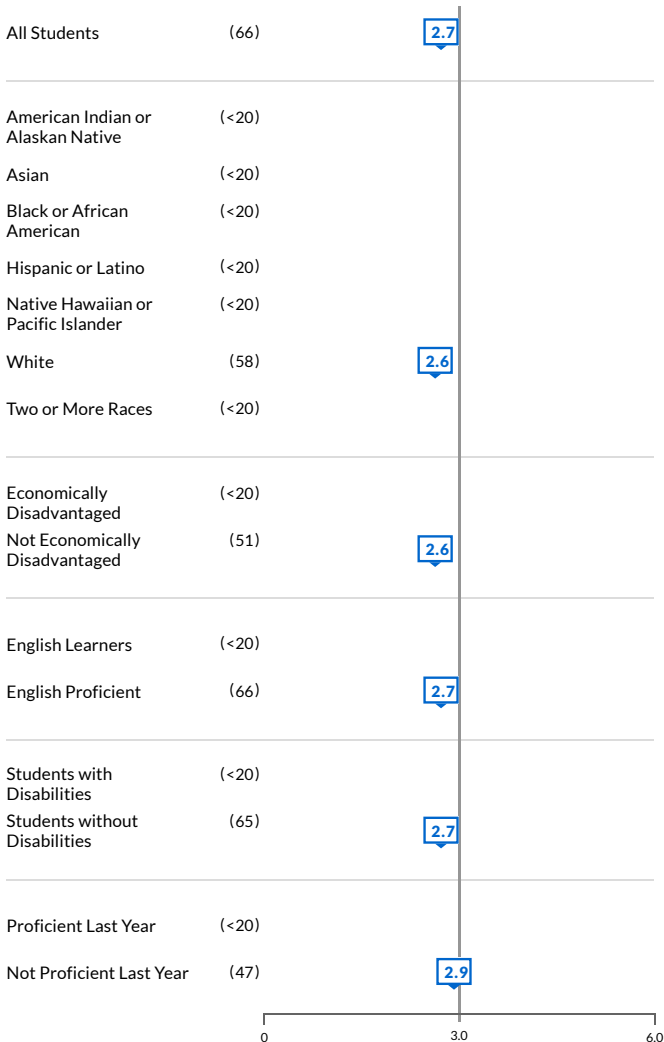 All Students (66) 2.7
American Indian or (<20)
Alaskan Native
Asian (<20)
Black or African (<20)
American
Hispanic or Latino (<20)
Native Hawaiian or (<20)
Pacific Islander
White (58) 2.6
Two or More Races (<20)
Economically (<20)
Disadvantaged
Not Economically (51) 2.6
Disadvantaged
English Learners (<20)
English Proficient (66) 2.7
Students with (<20)
Disabilities
Students without (65) 2.7
Disabilities
Proficient Last Year (<20)
Not Proficient Last Year (47) 2.9
0 3.0 6.0